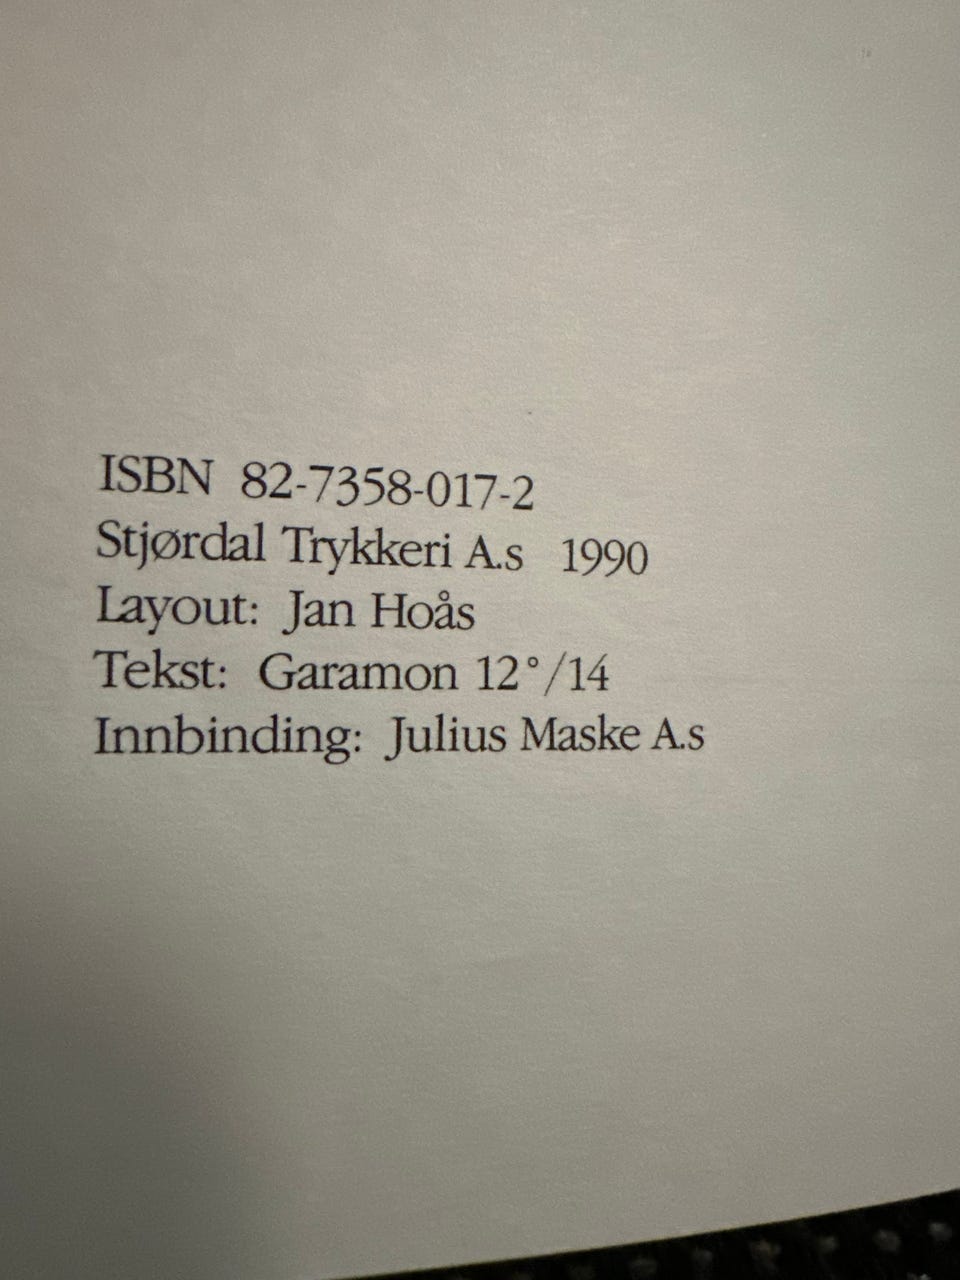 ISBN 82-7358-017-2
Stjørdal Trykkeri A.s 1990
Layout: Jan Hoås
Tekst: Garamon 12°/14
Innbinding: Julius Maske A.s